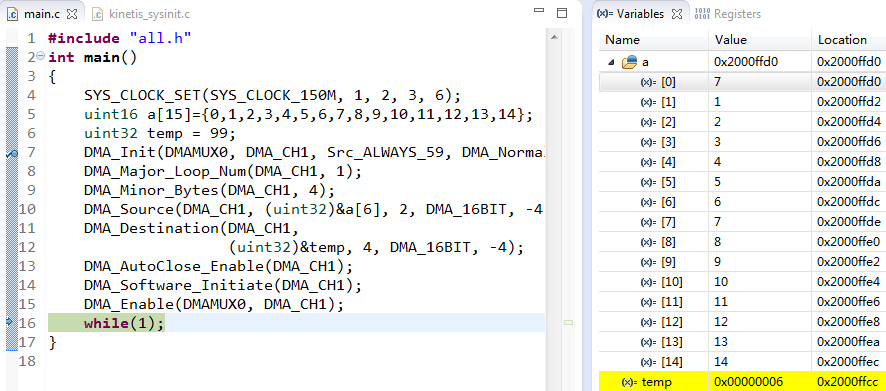 main.c
kinetis_sysinit.c
1 #include "all.h"
2 int main()
3 {
4 SYS_CLOCK_SET(SYS_CLOCK_150M, 1, 2, 3, 6);
5 uint16 a[15]={0,1,2,3,4,5,6,7,8,9,10,11,12,13,14};
6 uint32 temp = 99;
7 DMA_Init(DMAMUX0, DMA_CH1, Src_ALWAYS_59, DMA_Norma
8 DMA_Major_Loop_Num(DMA_CH1, 1);
9 DMA_Minor_Bytes(DMA_CH1, 4);
10 DMA_Source(DMA_CH1, (uint32)&a[6], 2, DMA_16BIT, -4
11 DMA_Destination(DMA_CH1,
12 (uint32)&temp, 4, DMA_16BIT, -4);
13 DMA_AutoClose_Enable(DMA_CH1);
14 DMA_Software_Initiate(DMA_CH1);
15 DMA_Enable(DMAMUX0, DMA_CH1);
16 while(1);
17 }
18
(x)= Variables
1010 0101 Registers
Name Value Location
a 0x2000ffd0 0x2000ffd0
(x)= [0] 7 0x2000ffd0
(x)= [1] 1 0x2000ffd2
(x)= [2] 2 0x2000ffd4
(x)= [3] 3 0x2000ffd6
(x)= [4] 4 0x2000ffd8
(x)= [5] 5 0x2000ffda
(x)= [6] 6 0x2000ffdc
(x)= [7] 7 0x2000ffde
(x)= [8] 8 0x2000ffe0
(x)= [9] 9 0x2000ffe2
(x)= [10] 10 0x2000ffe4
(x)= [11] 11 0x2000ffe6
(x)= [12] 12 0x2000ffe8
(x)= [13] 13 0x2000ffea
(x)= [14] 14 0x2000ffec
(x)= temp 0x00000006 0x2000ffcc